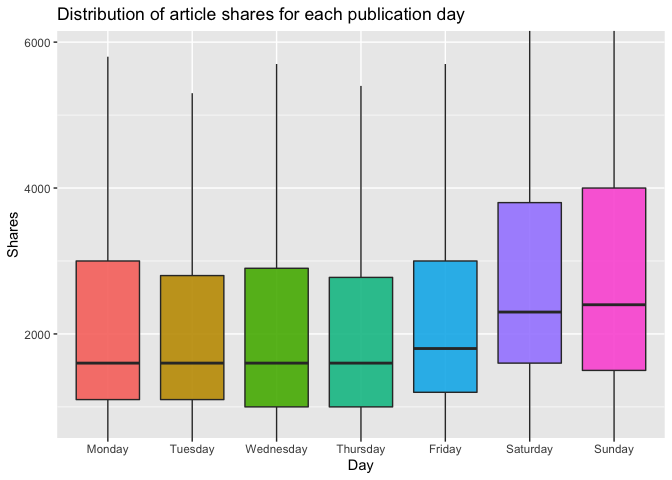 Distribution of article shares for each publication day
6000
4000
2000
Shares
Monday Tuesday Wednesday Thursday Friday Saturday Sunday
Day